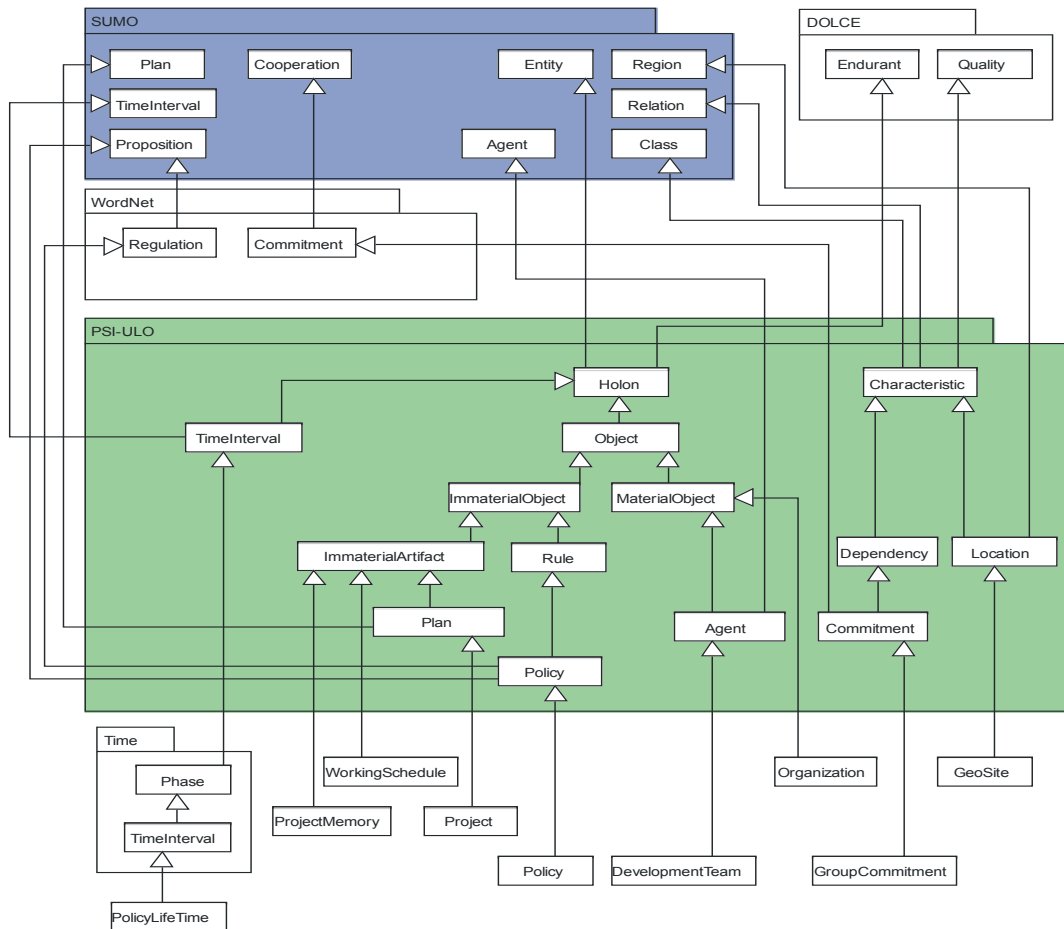 SUMO
DOLCE
Plan
Cooperation
Entity
Region
Endurant
Quality
TimeInterval
Relation
Proposition
Agent
Class
WordNet
Regulation
Commitment
PSI-ULO
Holon
Characteristic
TimeInterval
Object
ImmaterialObject
MaterialObject
ImmaterialArtifact
Rule
Dependency
Location
Plan
Agent
Commitment
Policy
Time
Phase
WorkingSchedule
Organization
GeoSite
TimeInterval
ProjectMemory
Project
Policy
DevelopmentTeam
GroupCommitment
PolicyLifeTime